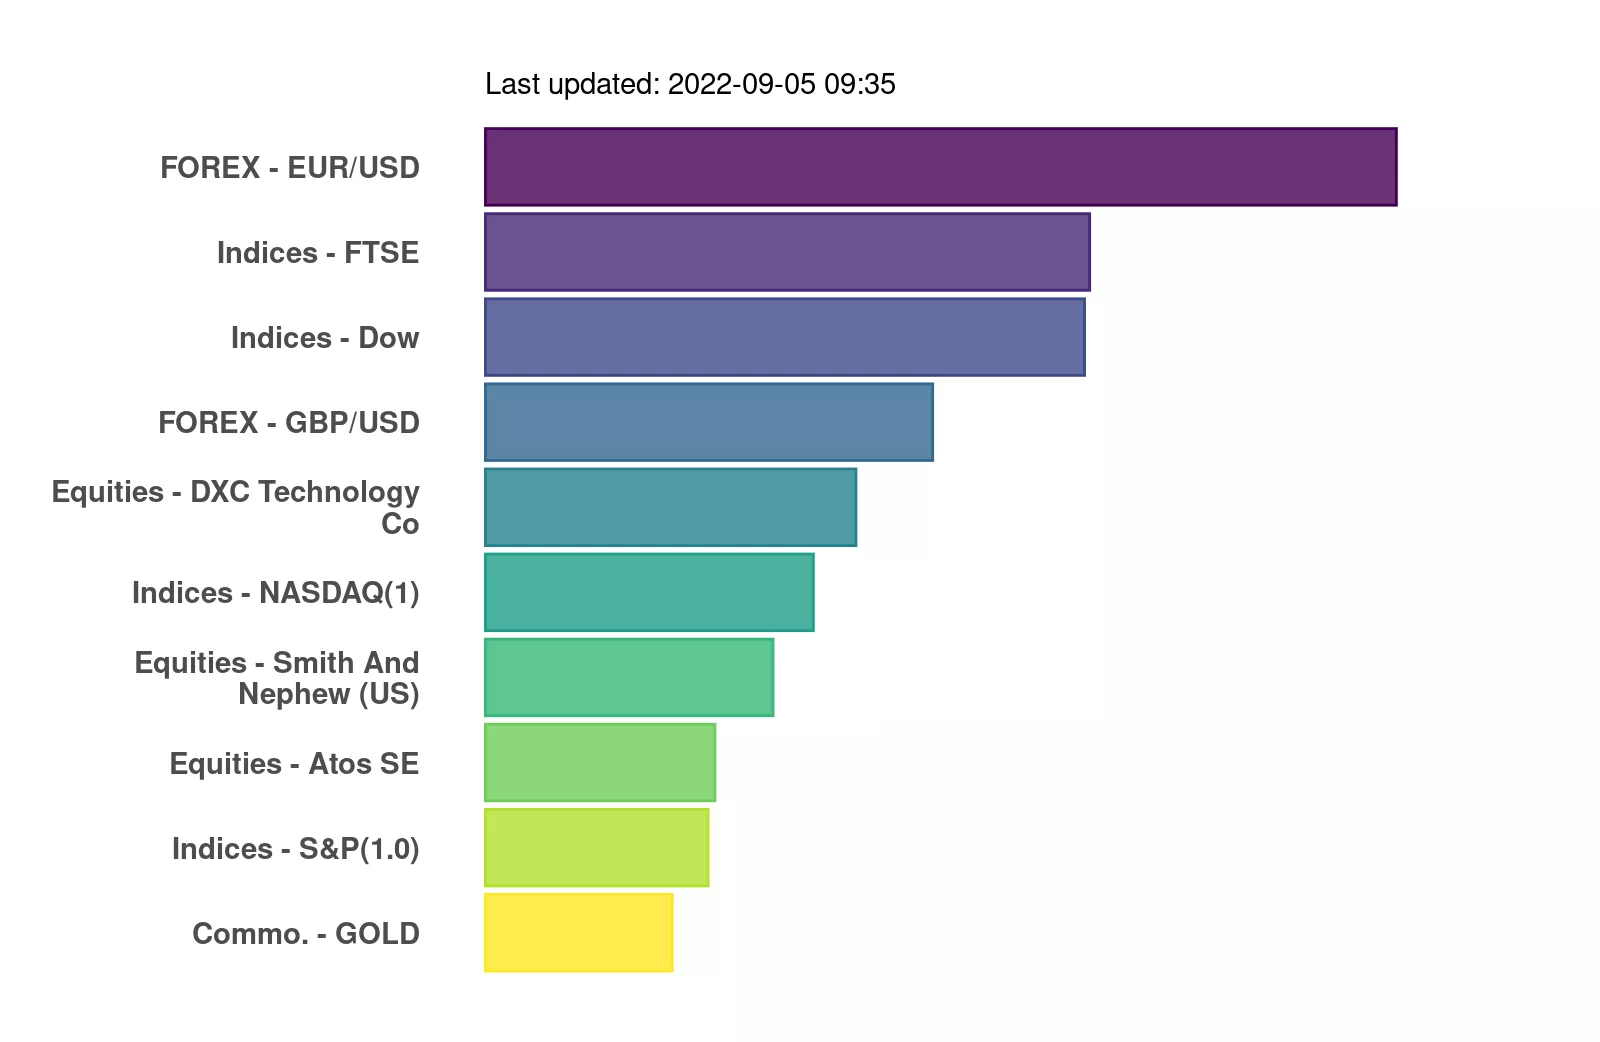 Last updated: 2022-09-05 09:35
FOREX - EUR/USD
Indices - FTSE
Indices - Dow
FOREX - GBP/USD
Equities - DXC Technology
Co
Indices - NASDAQ(1)
Equities - Smith And
Nephew (US)
Equities - Atos SE
Indices - S&P(1.0)
Commo. - GOLD